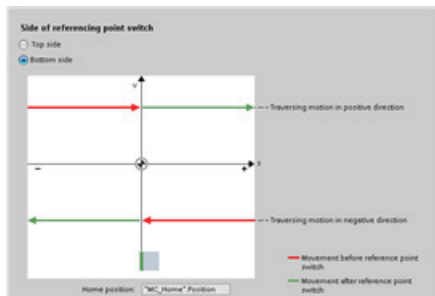 Side of referencing point switch
Top side
Bottom side
V
Traversing motion in positive direction
s
−
+
Traversing motion in negative direction
Movement before reference point
switch
Movement after reference point
switch
Home position: "MC_Home".Position